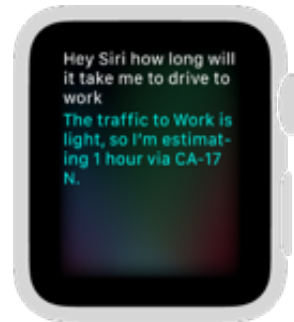 Hey Siri how long will
it take me to drive to
work
The traffic to Work is
light, so I'm estimat-
ing 1 hour via CA-17
N.